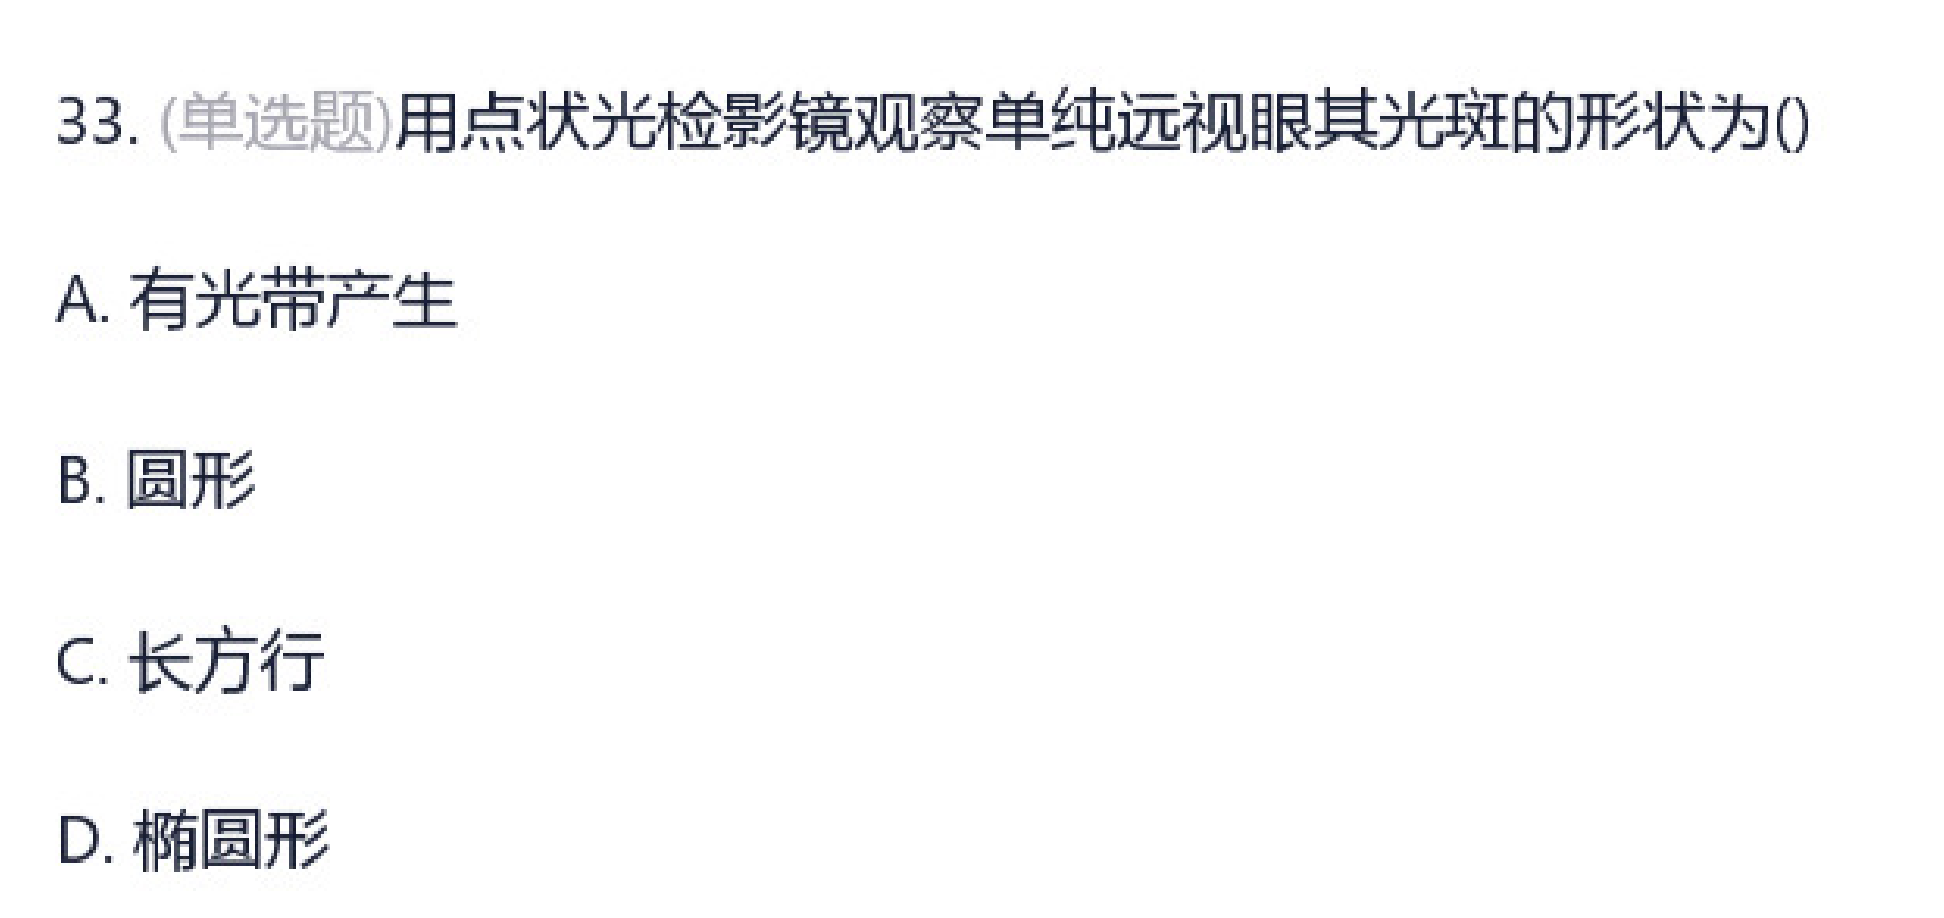 33. (单选题)用点状光检影镜观察单纯远视眼其光斑的形状为()
A. 有光带产生
B. 圆形
C. 长方行
D. 椭圆形